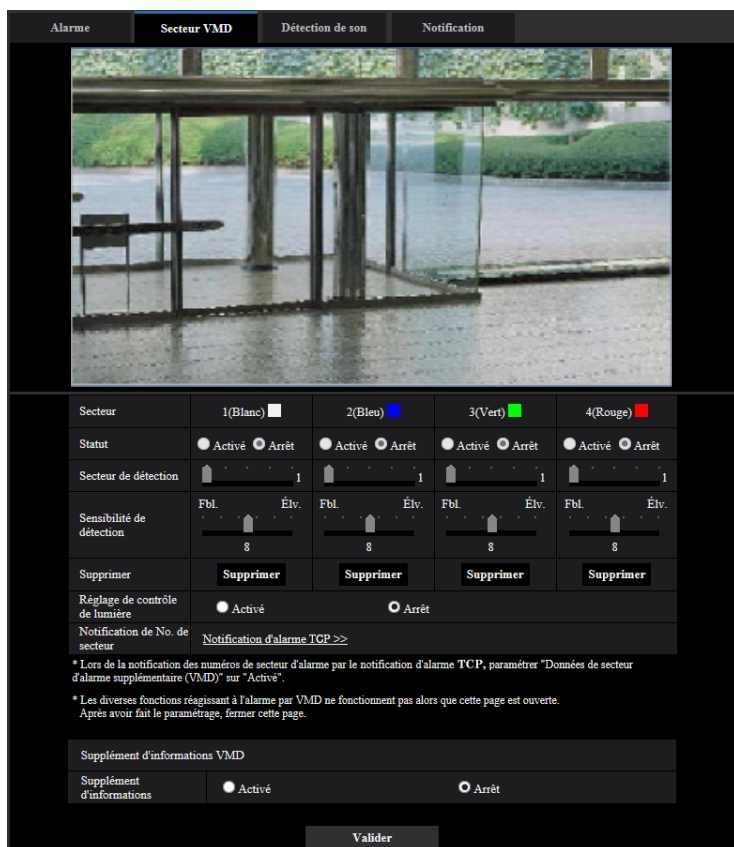 Alarme Secteur VMD Détection de son Notification
Secteur 1(Blanc) 2(Bleu) 3(Vert) 4(Rouge)
Statut Activé Arrêt Activé Arrêt Activé Arrêt Activé Arrêt
Secteur de détection 1 1 1 1
Sensibilité de
détection
Fbl. Élv. Fbl. Élv. Fbl. Élv. Fbl. Élv.
8 8 8 8
Supprimer Supprimer Supprimer Supprimer Supprimer
Réglage de contrôle
de lumière
Activé Arrêt
Notification de No. de
secteur
Notification d'alarme TCP >>
* Lors de la notification des numéros de secteur d'alarme par le notification d'alarme TCP, paramétrer "Données de secteur
d'alarme supplémentaire (VMD)" sur "Activé".
* Les diverses fonctions réagissant à l'alarme par VMD ne fonctionnent pas alors que cette page est ouverte.
Après avoir fait le paramétrage, fermer cette page.
Supplément d'informations VMD
Supplément
d'informations
Activé Arrêt
Valider